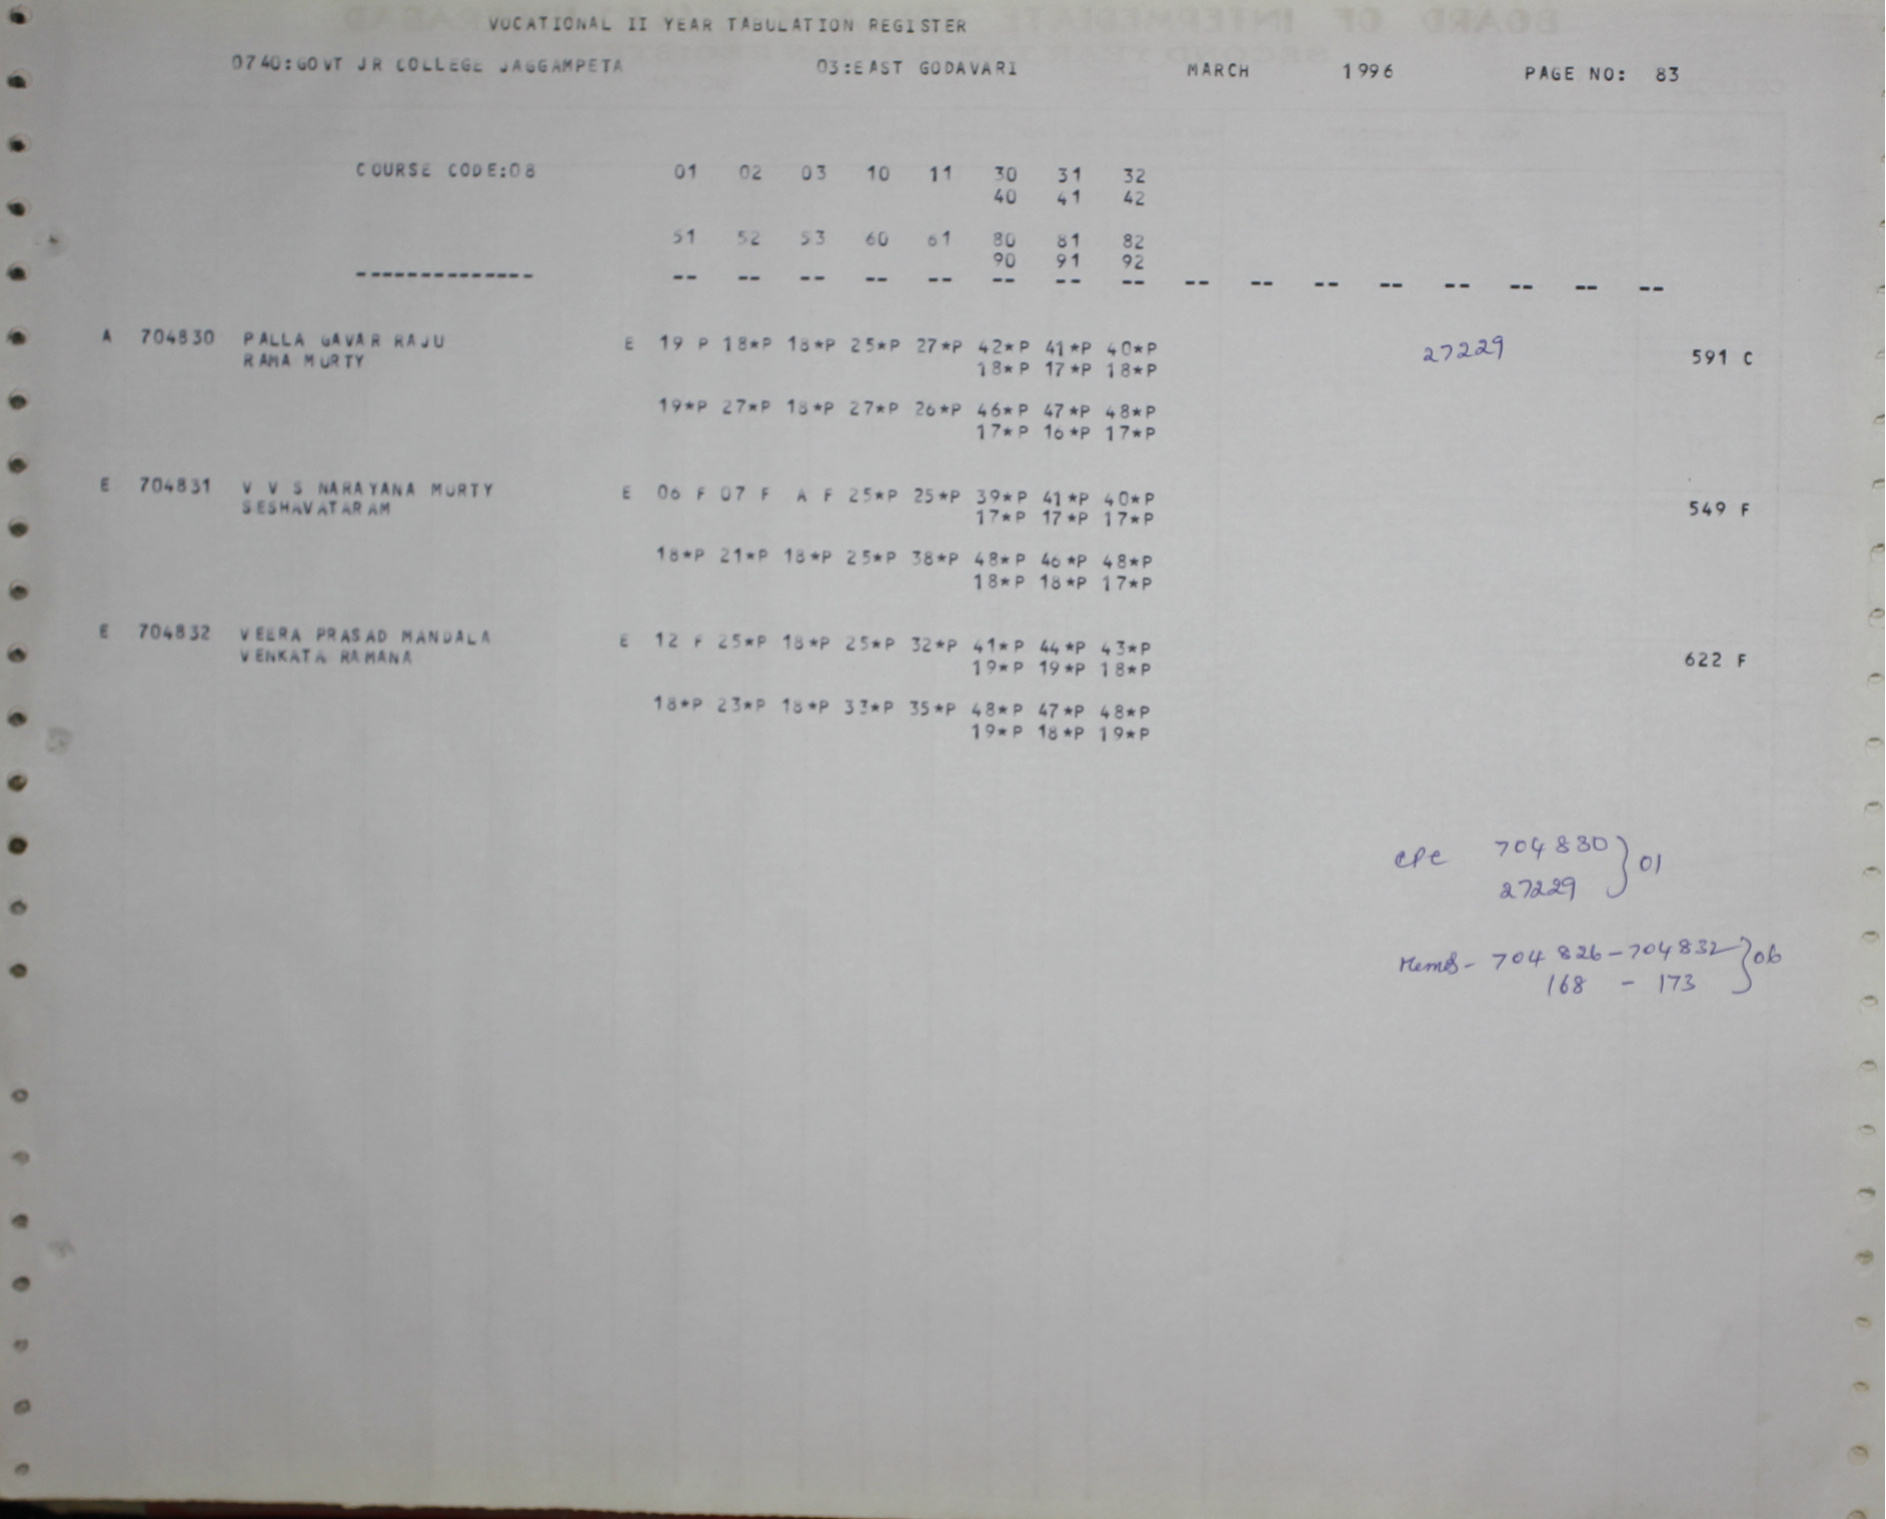 VOCATIONAL II YEAR TABULATION REGISTER
0740:GOVT JR COLLEGE JAGGAMPETA 03:EAST GODAVARI MARCH 1996 PAGE NO: 83
COURSE CODE:08 01 02 03 10 11 30 31 32
40 41 42
51 52 53 60 61 80 81 82
90 91 92
-------------- -- -- -- -- -- -- -- -- -- -- -- -- -- -- -- --
A 704830 PALLA GAVAR RAJU E 19 P 18*P 18*P 25*P 27*P 42*P 41*P 40*P 27229 591 C
RAMA MURTY 18*P 17*P 18*P
19*P 27*P 18*P 27*P 26*P 46*P 47*P 48*P
17*P 16*P 17*P
E 704831 V V S NARAYANA MURTY E 06 F 07 F A F 25*P 25*P 39*P 41*P 40*P 549 F
SESHAVATARAM 17*P 17*P 17*P
18*P 21*P 18*P 25*P 38*P 48*P 46*P 48*P
18*P 18*P 17*P
E 704832 VEERA PRASAD MANDALA E 12 F 25*P 18*P 25*P 32*P 41*P 44*P 43*P 622 F
VENKATA RAMANA 19*P 19*P 18*P
18*P 23*P 18*P 33*P 35*P 48*P 47*P 48*P
19*P 18*P 19*P
704830 } 01
27229
704826-704832 } 06
168 - 173